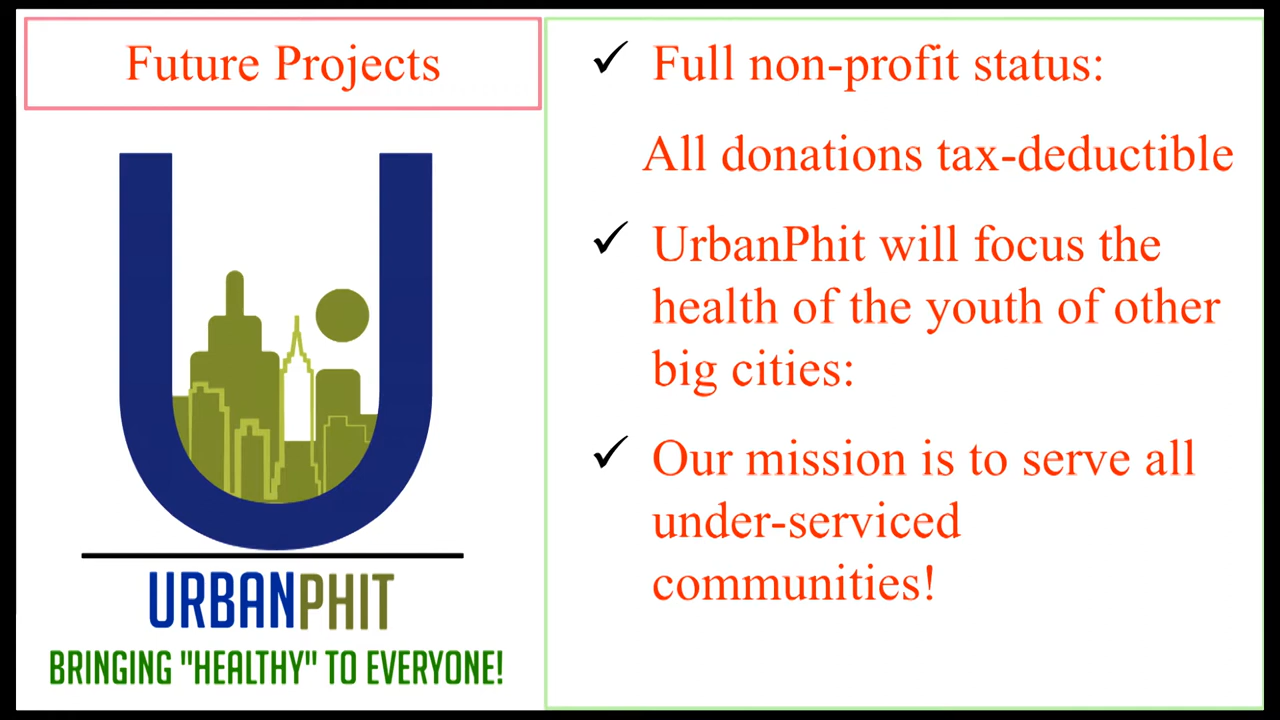 Future Projects
URBANPHIT
BRINGING "HEALTHY" TO EVERYONE!
Full non-profit status:
All donations tax-deductible
UrbanPhit will focus the
health of the youth of other
big cities:
Our mission is to serve all
under-serviced
communities!